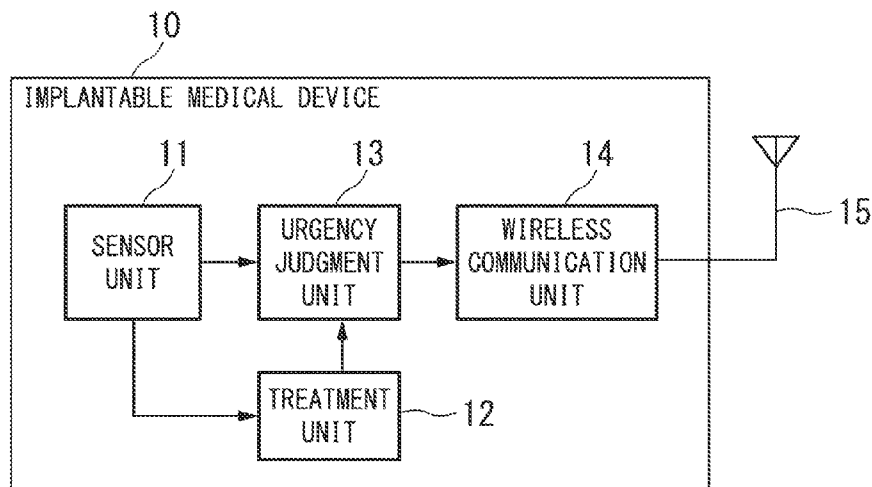 10
IMPLANTABLE MEDICAL DEVICE
11
13
14
SENSOR
UNIT
URGENCY
JUDGMENT
UNIT
WIRELESS
COMMUNICATION
UNIT
15
TREATMENT
UNIT
12